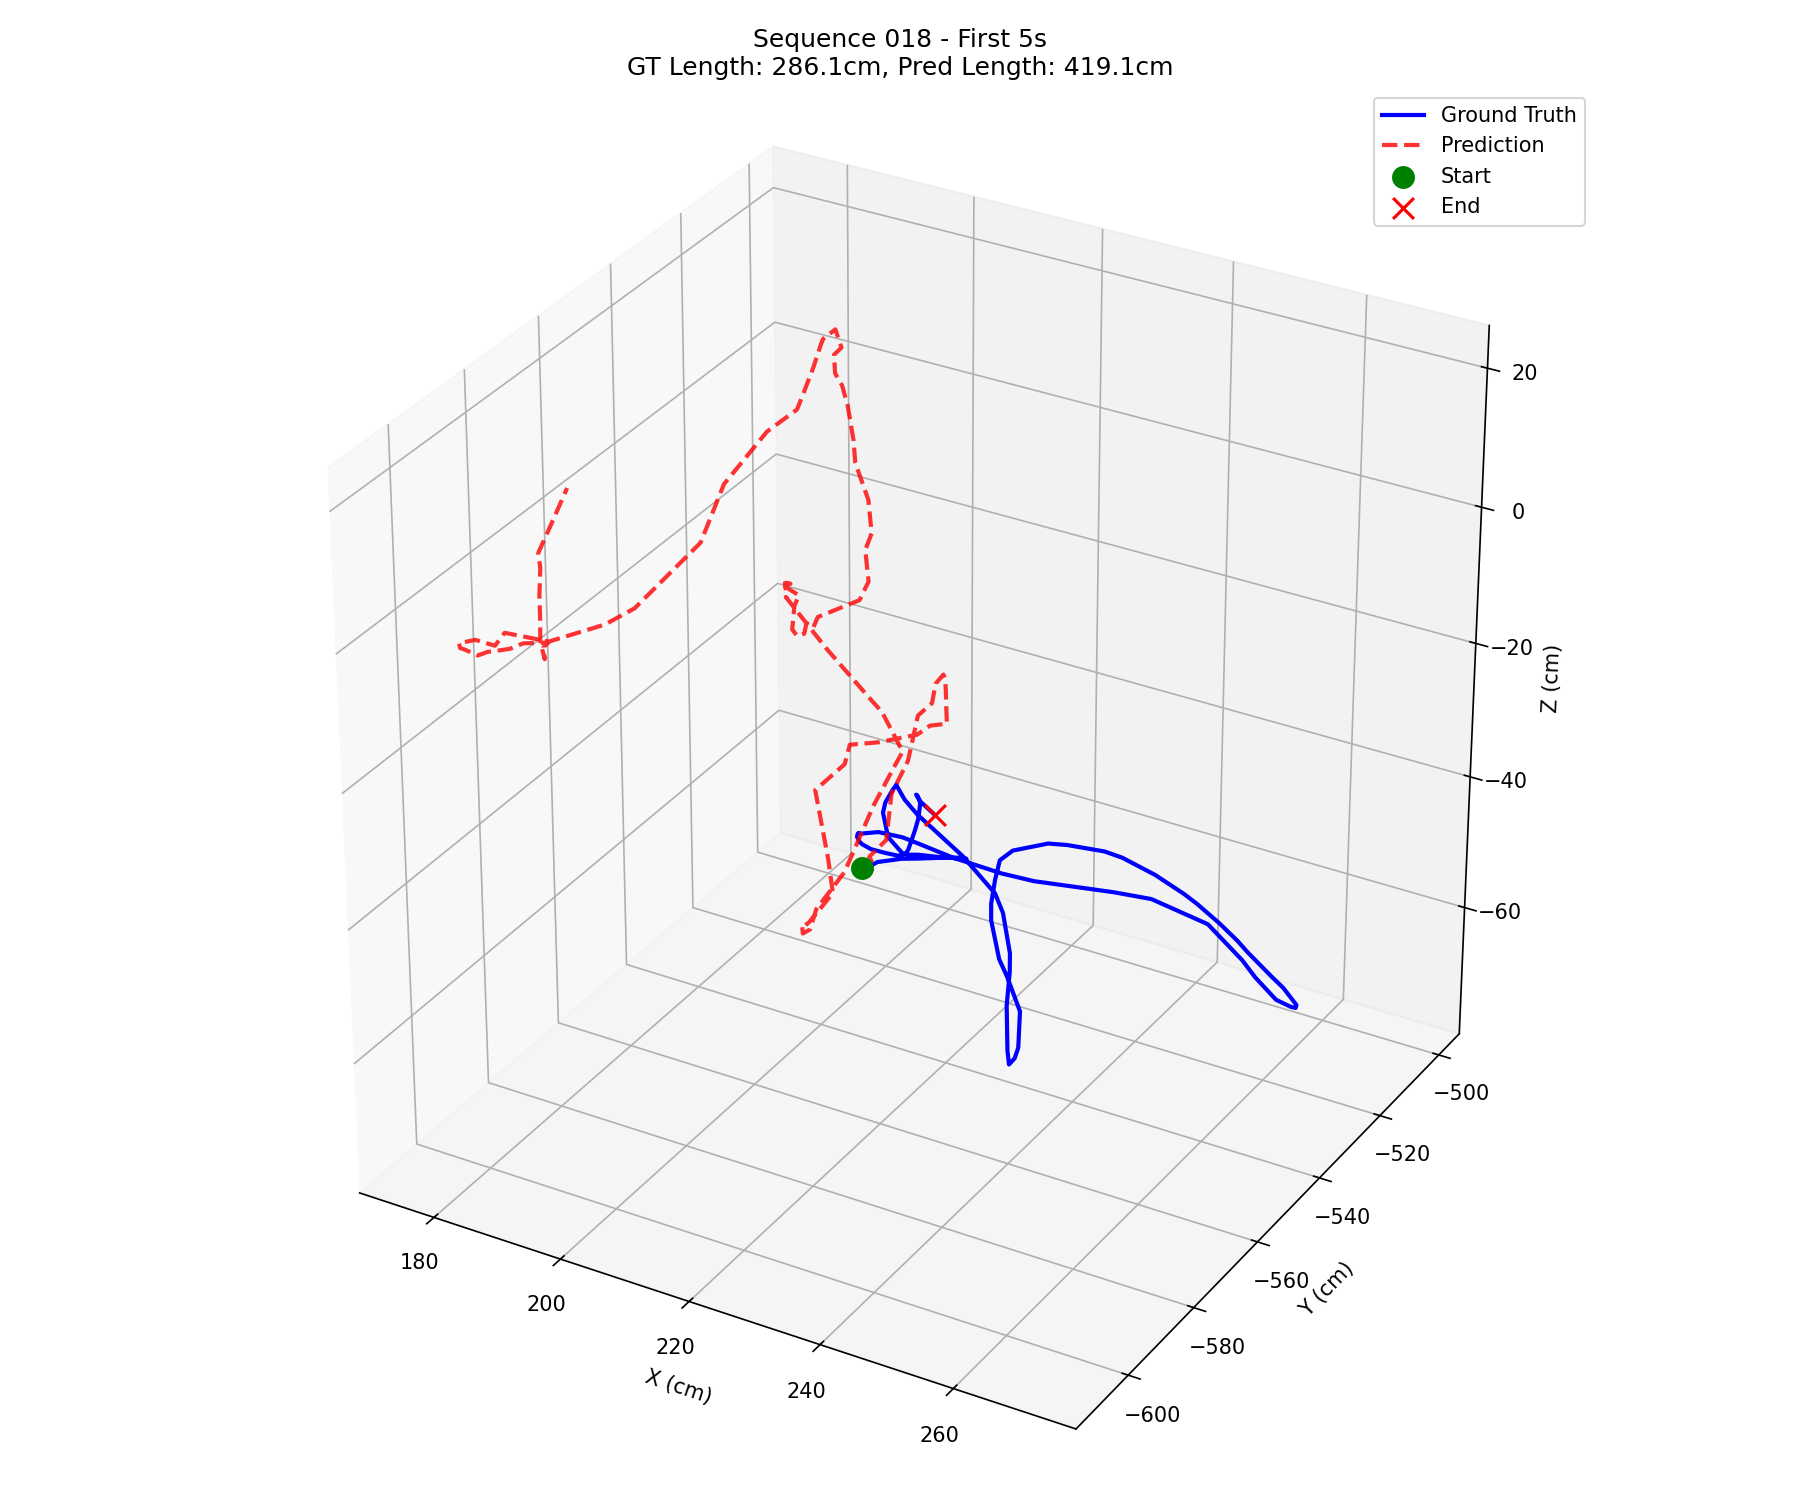 Sequence 018 - First 5s
GT Length: 286.1cm, Pred Length: 419.1cm
Ground Truth
Prediction
Start
End
20
0
−20
−40
−60
Z (cm)
−500
−520
−540
−560
−580
−600
Y (cm)
180
200
220
240
260
X (cm)